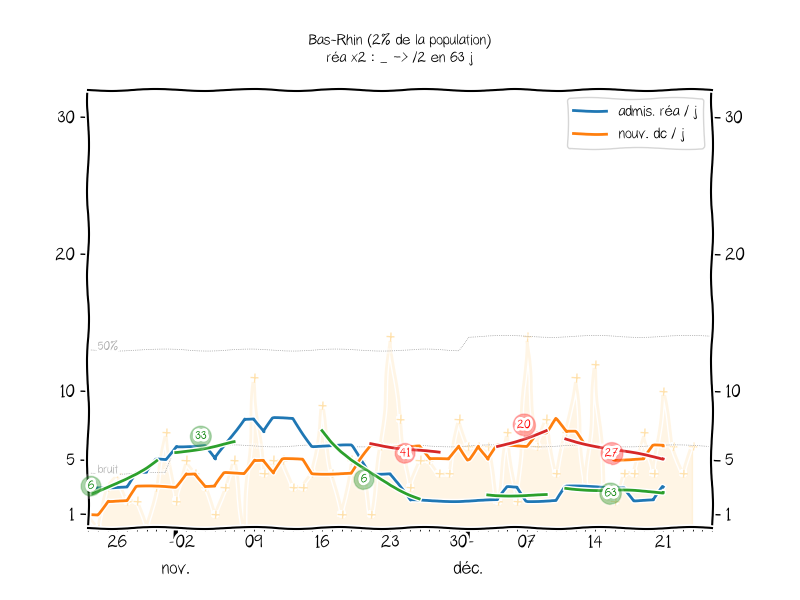 Bas-Rhin (2% de la population)
réa x2 : _ -> /2 en 63 j
admis. réa / j
nouv. dc / j
30 30
20 20
50%
10 10
33 20
41 27
5 5
bruit
6 6 63
1 1
26 02 09 16 23 30 07 14 21
nov. déc.